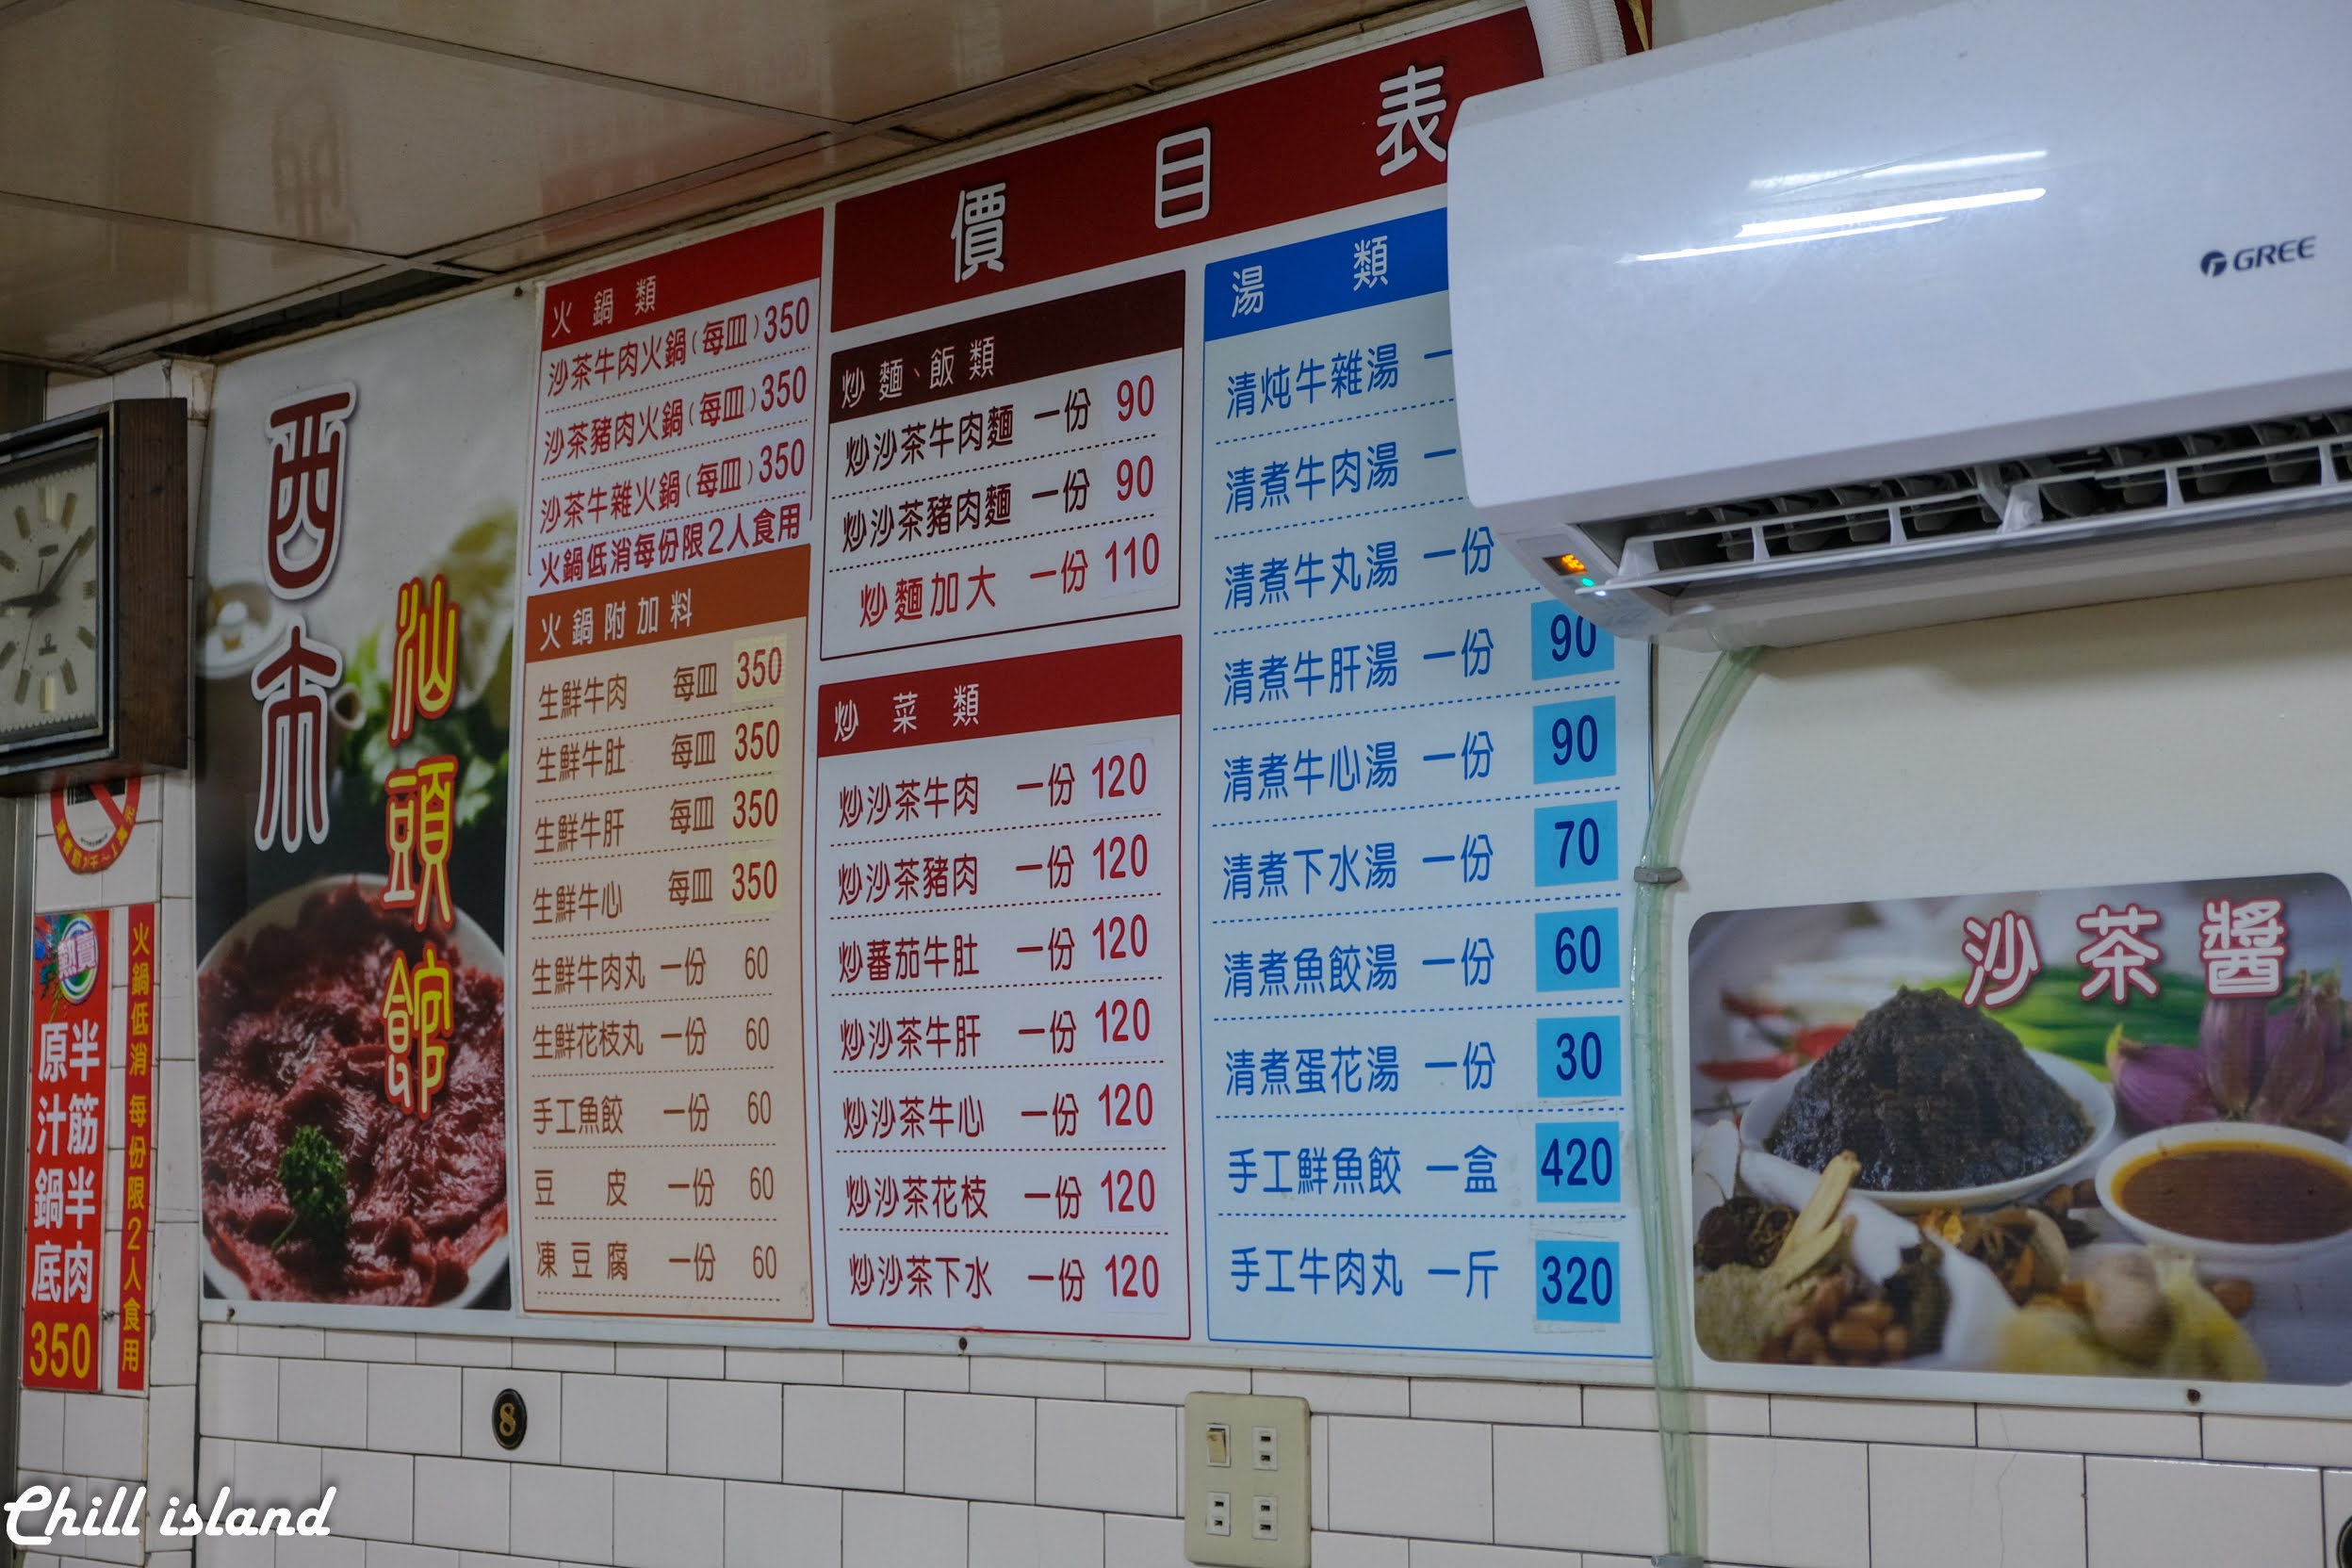 價目表
西市
汕頭館
火鍋類
沙茶牛肉火鍋(每皿)350
沙茶豬肉火鍋(每皿)350
沙茶牛雜火鍋(每皿)350
火鍋低消每份限2人食用
火鍋附加料
生鮮牛肉 每皿 350
生鮮牛肚 每皿 350
生鮮牛肝 每皿 350
生鮮牛心 每皿 350
生鮮牛肉丸 一份 60
生鮮花枝丸 一份 60
手工魚餃 一份 60
豆皮 一份 60
凍豆腐 一份 60
炒麵、飯類
炒沙茶牛肉麵 一份 90
炒沙茶豬肉麵 一份 90
炒麵加大 一份 110
炒菜類
炒沙茶牛肉 一份 120
炒沙茶豬肉 一份 120
炒蕃茄牛肚 一份 120
炒沙茶牛肝 一份 120
炒沙茶牛心 一份 120
炒沙茶花枝 一份 120
炒沙茶下水 一份 120
湯類
清炖牛雜湯 一
清煮牛肉湯 一
清煮牛丸湯 一份
清煮牛肝湯 一份 90
清煮牛心湯 一份 90
清煮下水湯 一份 70
清煮魚餃湯 一份 60
清煮蛋花湯 一份 30
手工鮮魚餃 一盒 420
手工牛肉丸 一斤 320
GREE
沙茶醬
熱賣
半筋半肉
原汁鍋底
350
火鍋低消 每份限2人食用
8
Chill island